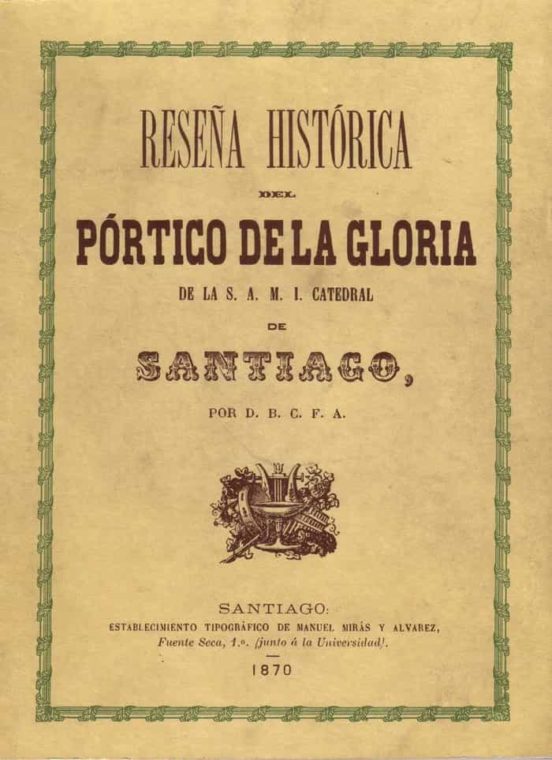 RESEÑA HISTÓRICA
DEL
PÓRTICO DE LA GLORIA
DE LA S. A. M. I. CATEDRAL
DE
SANTIAGO,
POR D. B. C. F. A.
SANTIAGO:
ESTABLECIMIENTO TIPOGRÁFICO DE MANUEL MIRÁS Y ALVAREZ,
Fuente Seca, 1.º (junto á la Universidad).
1870